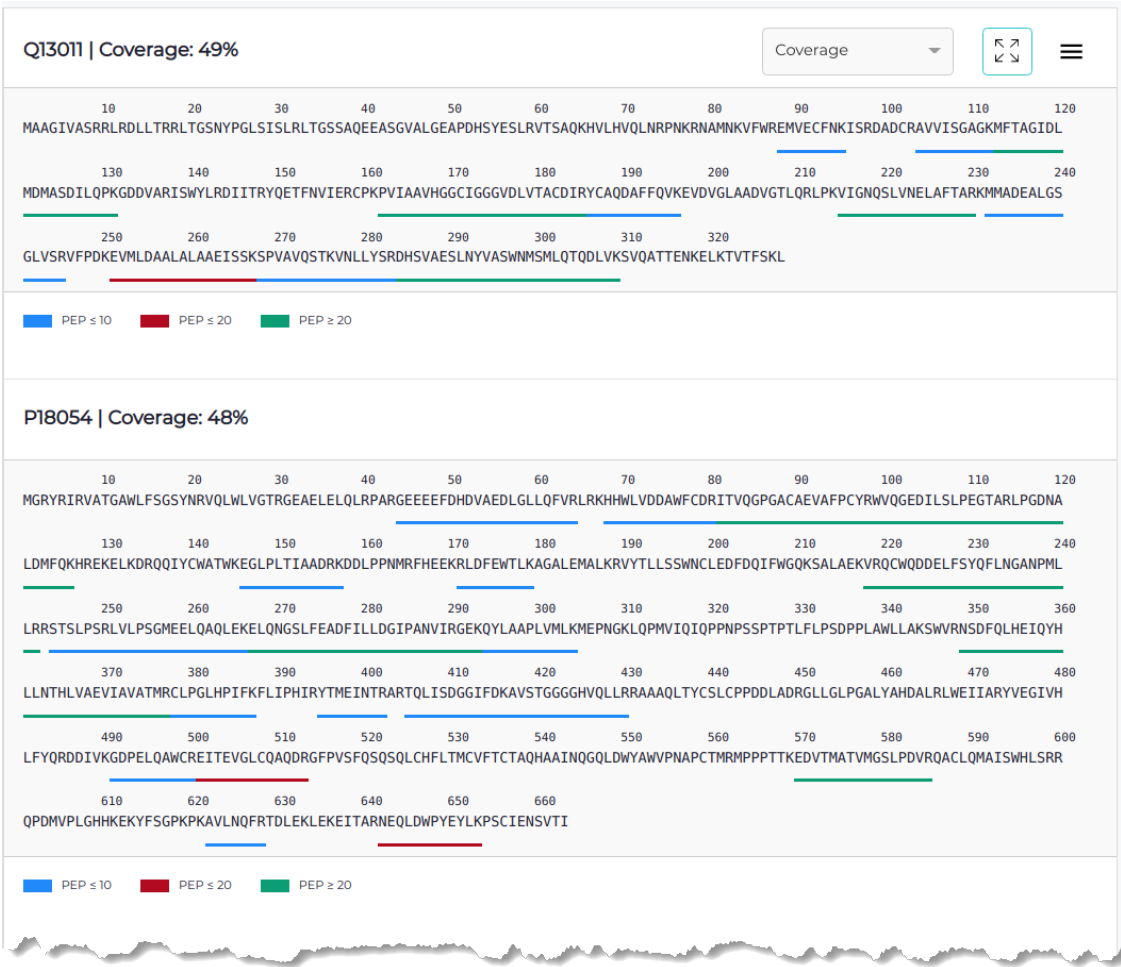 Q13011 | Coverage: 49%
Coverage
10 20 30 40 50 60 70 80 90 100 110 120
MAAGIVASRRLRDLLTRRLTGSNYPGLSISLRLTGSSAQEEASGVALGEAPDHSYESLRVTSAQKHVLHVQLNRPNKRNAMNKVFWREMVECFNKISRDADCRAVVISGAGKMFTAGIDL
130 140 150 160 170 180 190 200 210 220 230 240
MDMASDILQPKGDDVARISWYLRDIITRYQETFNVIERCPKPVIAAVHGGCIGGGVDLVTACDIRYCAQDAFFQVKEVDVGLAADVGTLQRLPKVIGNQSLVNELAFTARKMMADEALGS
250 260 270 280 290 300 310 320
GLVSRVFPDKEVMLDAALALAAEISSKSPVAVQSTKVNLLYSRDHSVAESLNYVASWNMSMLQTQDLVKSVQATTENKELKTVTFSKL
PEP ≤ 10 PEP ≤ 20 PEP ≥ 20
P18054 | Coverage: 48%
10 20 30 40 50 60 70 80 90 100 110 120
MGRYRIRVATGAWLFSGSYNRVQLWLVGTRGEAELELQLRPARGEEEEFDHDVAEDLGLLQFVRLRKHHWLVDDAWFCDRITVQGPGACAEVAFPCYRWVQGEDILSLPEGTARLPGDNA
130 140 150 160 170 180 190 200 210 220 230 240
LDMFQKHREKELKDRQQIYCWATWKEGLPLTIAADRKDDLPPNMRFHEEKRLDFEWTLKAGALEMALKRVYTLLSSWNCLEDFDQIFWGQKSALAEKVRQCWQDDELFSYQFLNGANPML
250 260 270 280 290 300 310 320 330 340 350 360
LRRSTSLPSRLVLPSGMEELQAQLEKELQNGSLFEADFILLDGIPANVIRGEKQYLAAPLVMLKMEPNGKLQPMVIQIQPPNPSSPTPTLFLPSDPPLAWLLAKSWVRNSDFQLHEIQYH
370 380 390 400 410 420 430 440 450 460 470 480
LLNTHLVAEVIAVATMRCLPGLHPIFKFLIPHIRYTMEINTRARTQLISDGGIFDKAVSTGGGGHVQLLRRAAAQLTYCSLCPPDDLADRGLLGLPGALYAHDALRLWEIIARYVEGIVH
490 500 510 520 530 540 550 560 570 580 590 600
LFYQRDDIVKGDPELQAWCREITEVGLCQAQDRGFPVSFQSQSQLCHFLTMCVFTCTAQHAAINQGQLDWYAWVPNAPCTMRMPPPTTKEDVTMATVMGSLPDVRQACLQMAISWHLSRR
610 620 630 640 650 660
QPDMVPLGHHKEKYFSGPKPKAVLNQFRTDLEKLEKEITARNEQLDWPYEYLKPSCIENSVTI
PEP ≤ 10 PEP ≤ 20 PEP ≥ 20